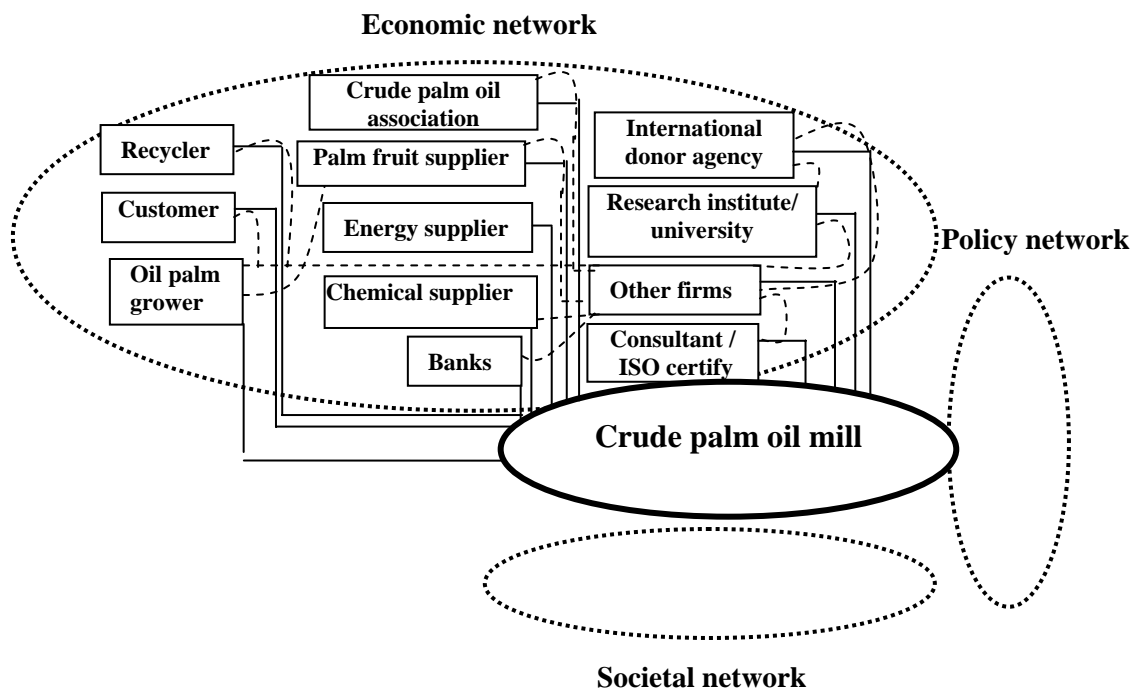 Economic network
Crude palm oil
association
Recycler
Palm fruit supplier
International
donor agency
Customer
Energy supplier
Research institute/
university
Policy network
Oil palm
grower
Chemical supplier
Other firms
Banks
Consultant /
ISO certify
Crude palm oil mill
Societal network